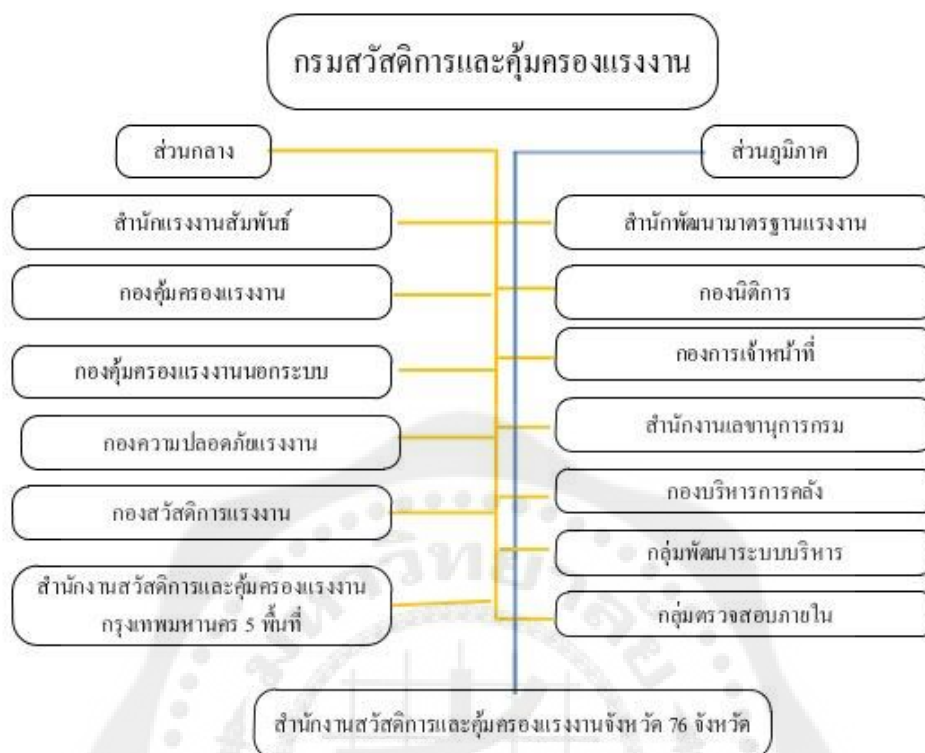 กรมสวัสดิการและคุ้มครองแรงงาน
ส่วนกลาง
ส่วนภูมิภาค
สำนักแรงงานสัมพันธ์
สำนักพัฒนามาตรฐานแรงงาน
กองคุ้มครองแรงงาน
กองนิติการ
กองคุ้มครองแรงงานนอกระบบ
กองการเจ้าหน้าที่
กองความปลอดภัยแรงงาน
สำนักงานเลขานุการกรม
กองสวัสดิการแรงงาน
กองบริหารการคลัง
สำนักงานสวัสดิการและคุ้มครองแรงงาน
กรุงเทพมหานคร 5 พื้นที่
กลุ่มพัฒนาระบบบริหาร
กลุ่มตรวจสอบภายใน
สำนักงานสวัสดิการและคุ้มครองแรงงานจังหวัด 76 จังหวัด